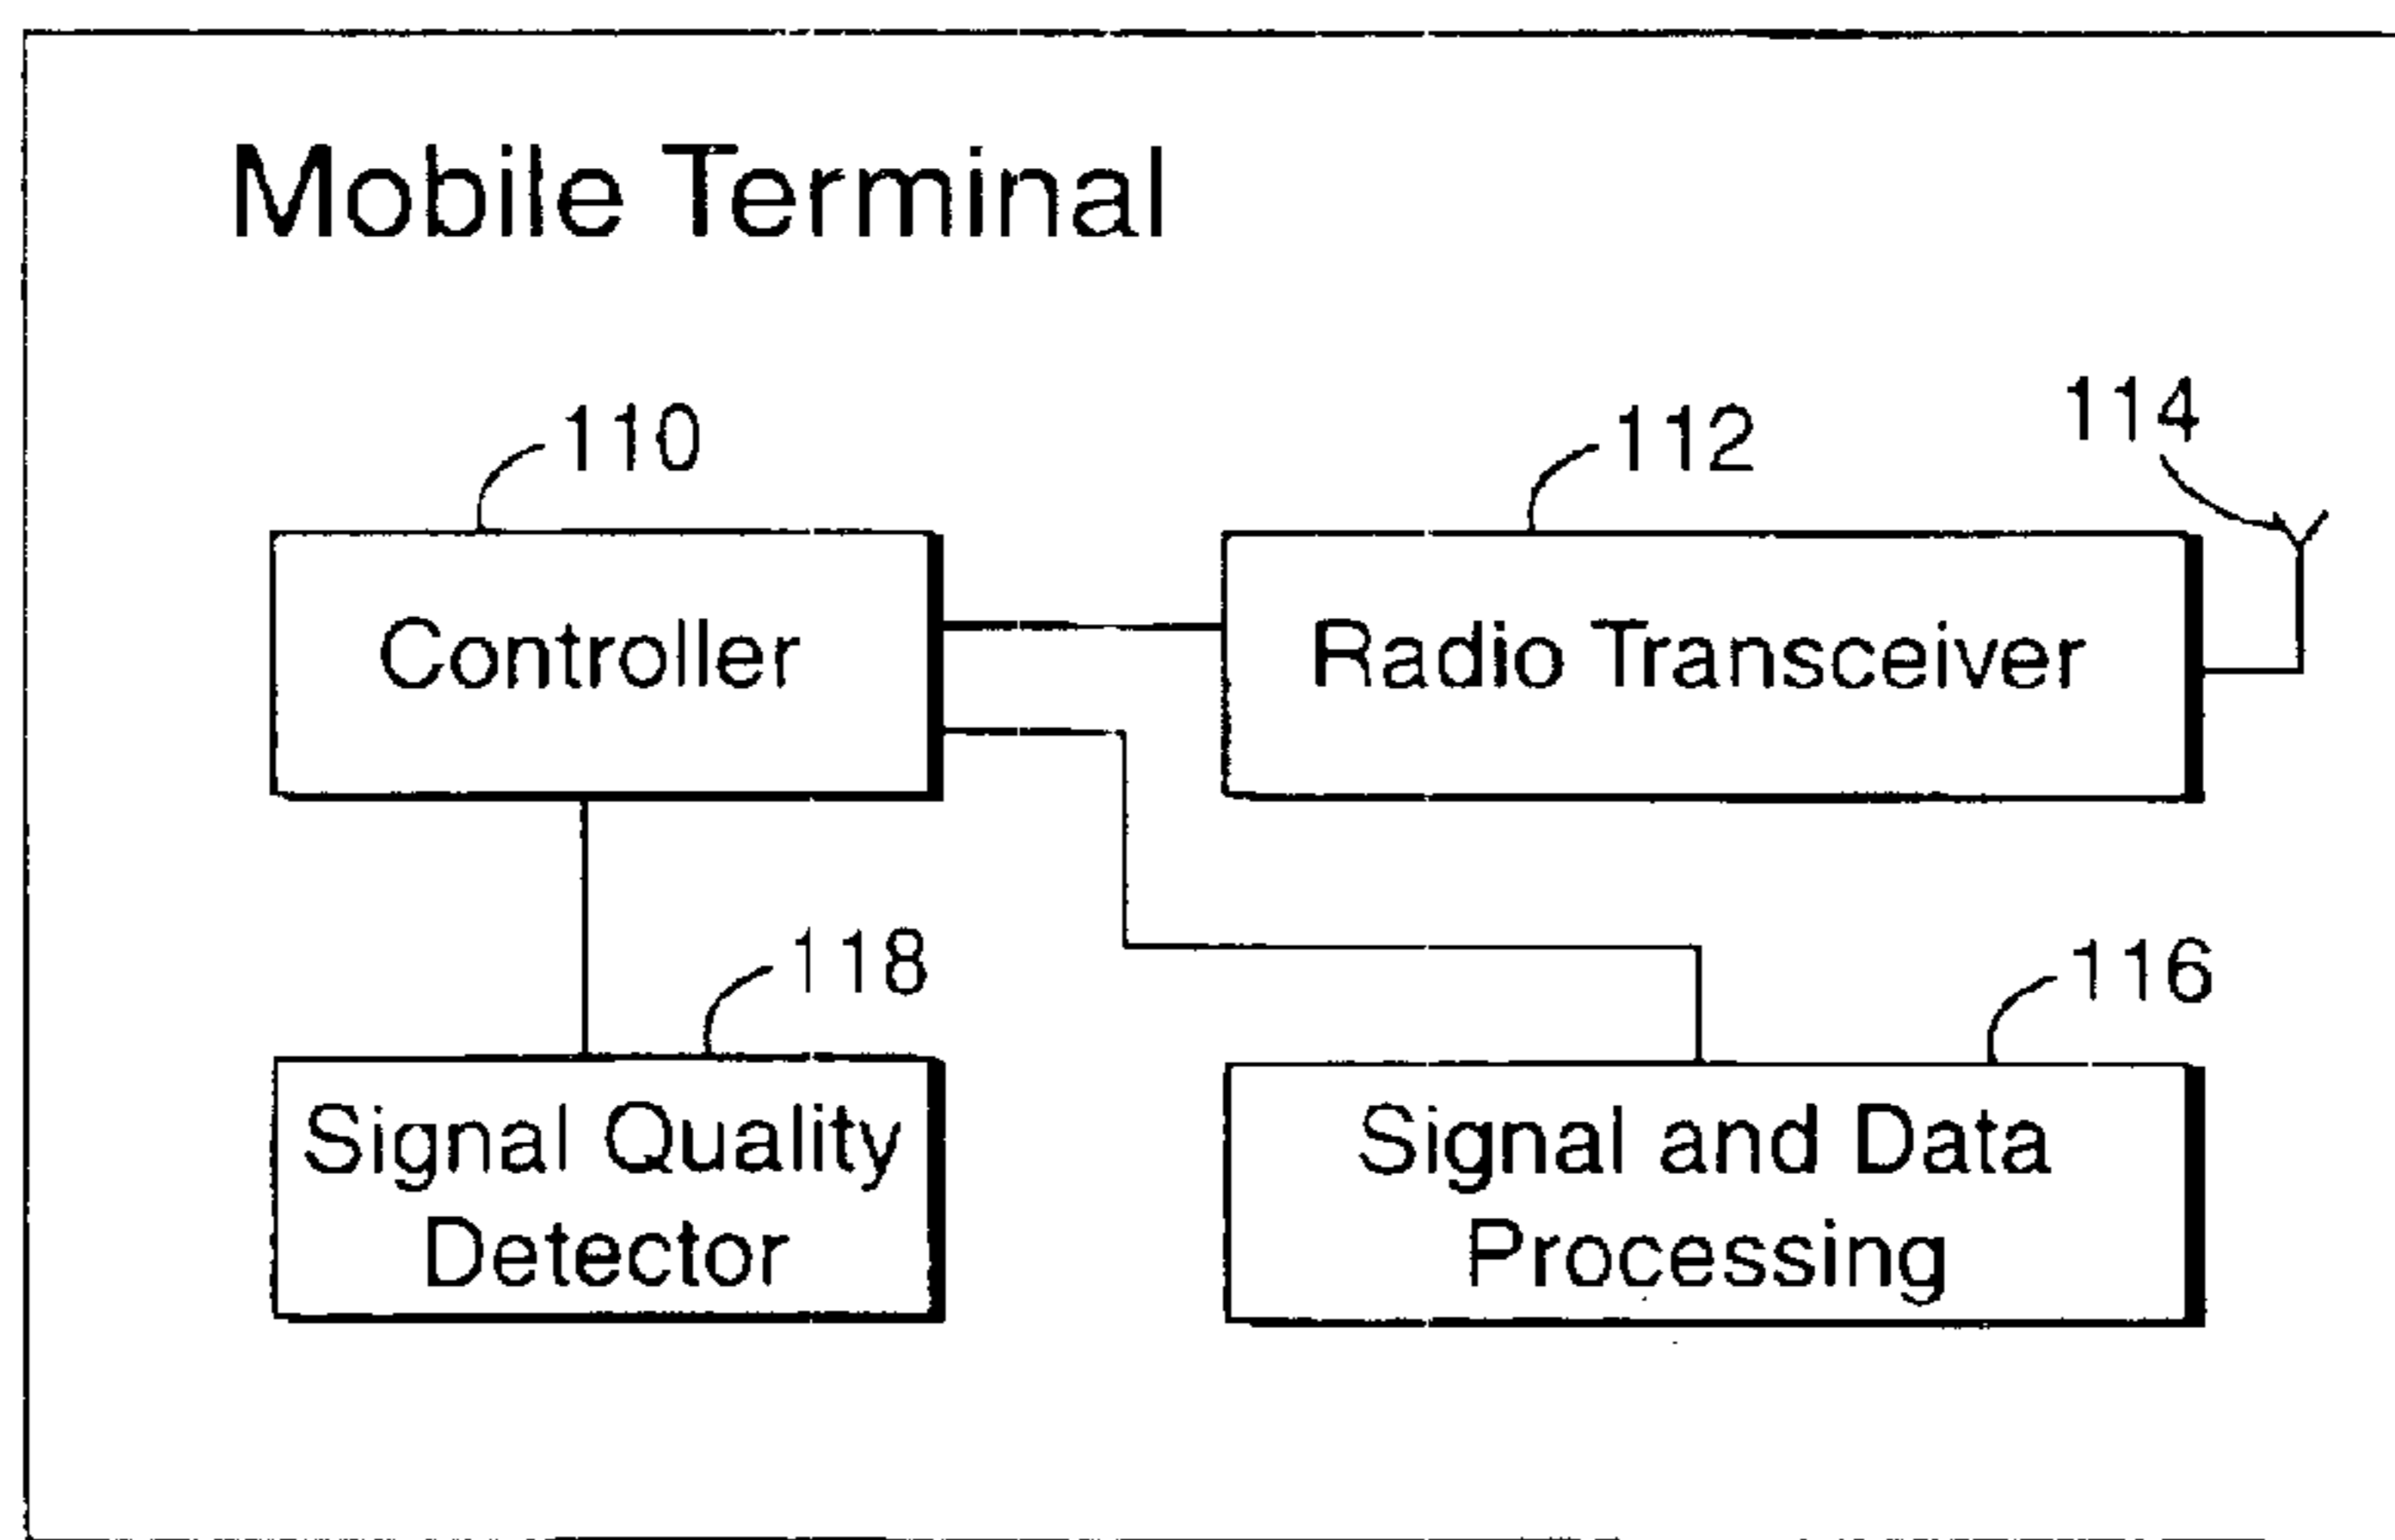 Mobile Terminal
110
112
114
Controller
Radio Transceiver
118
116
Signal Quality
Detector
Signal and Data
Processing